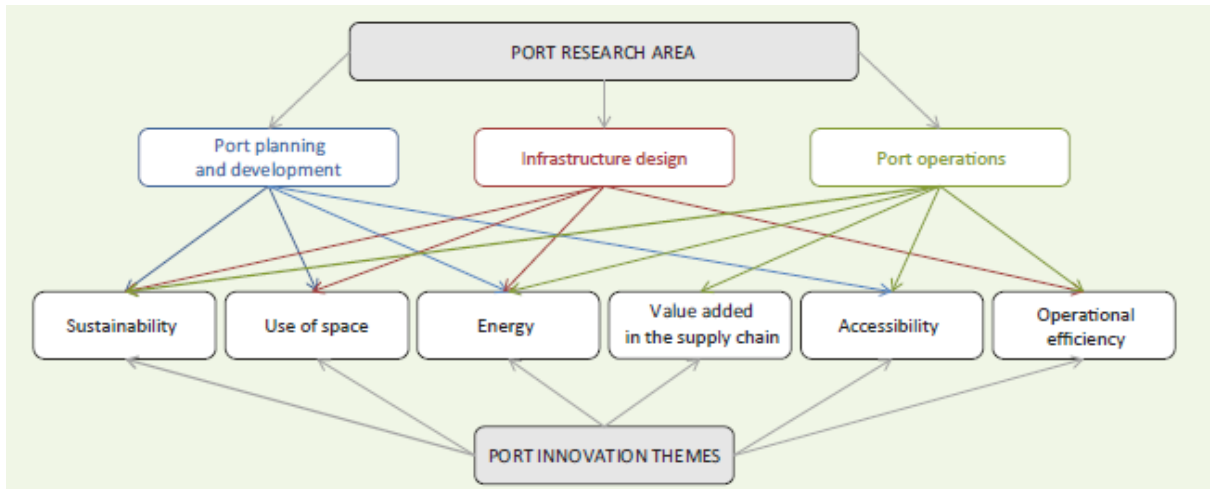 PORT RESEARCH AREA
Port planning
and development
Infrastructure design
Port operations
Sustainability
Use of space
Energy
Value added
in the supply chain
Accessibility
Operational
efficiency
PORT INNOVATION THEMES